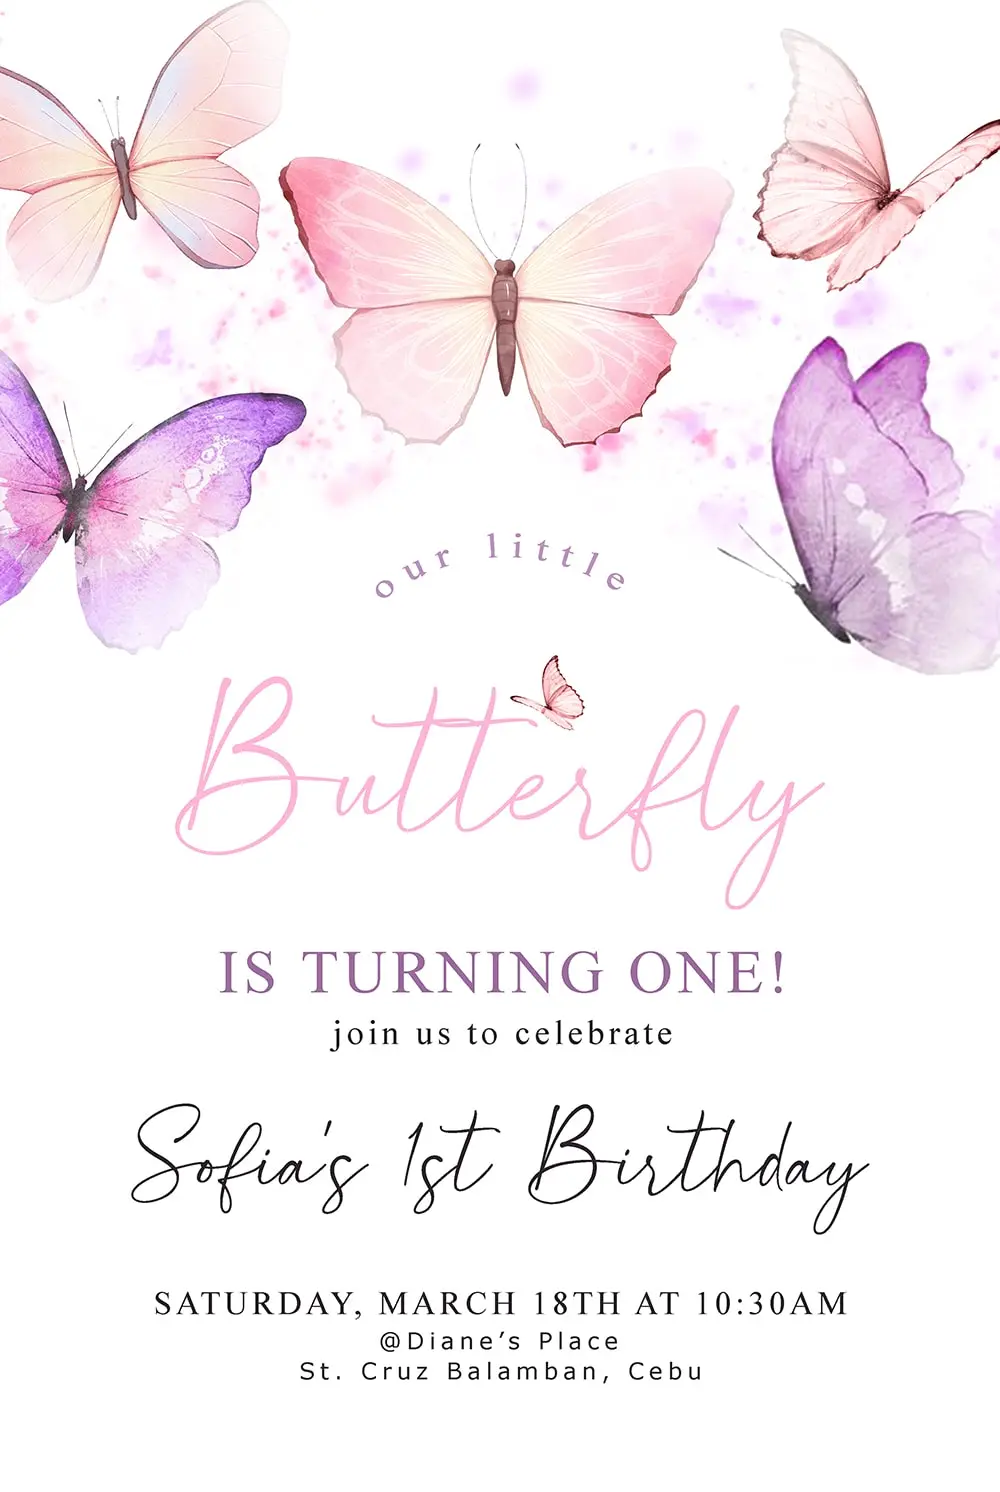 our little
Butterfly
IS TURNING ONE!
join us to celebrate
Sofia's 1st Birthday
SATURDAY, MARCH 18TH AT 10:30AM
@Diane’s Place
St. Cruz Balamban, Cebu